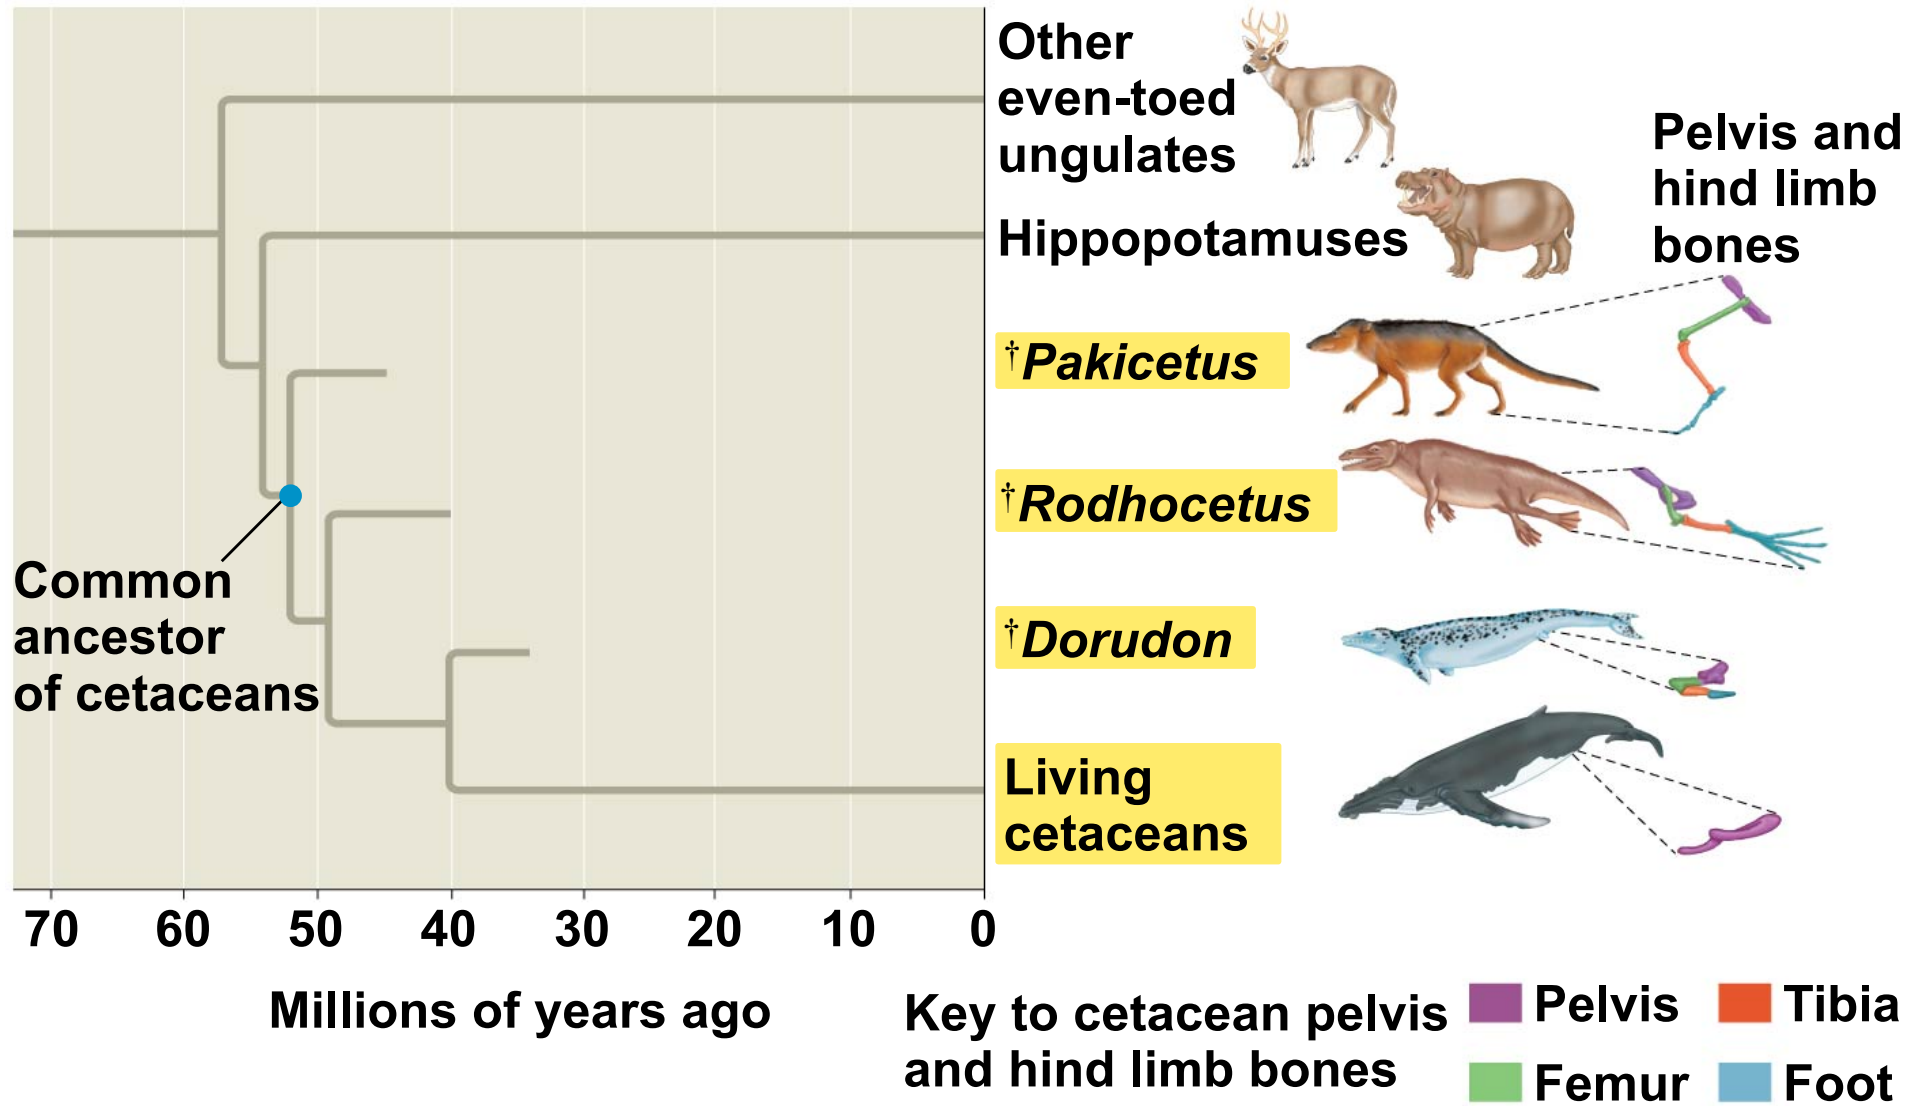 Other
even-toed
ungulates
Pelvis and
hind limb
bones
Hippopotamuses
†Pakicetus
†Rodhocetus
Common
ancestor
of cetaceans
†Dorudon
Living
cetaceans
70 60 50 40 30 20 10 0
Millions of years ago
Key to cetacean pelvis
and hind limb bones
Pelvis
Tibia
Femur
Foot